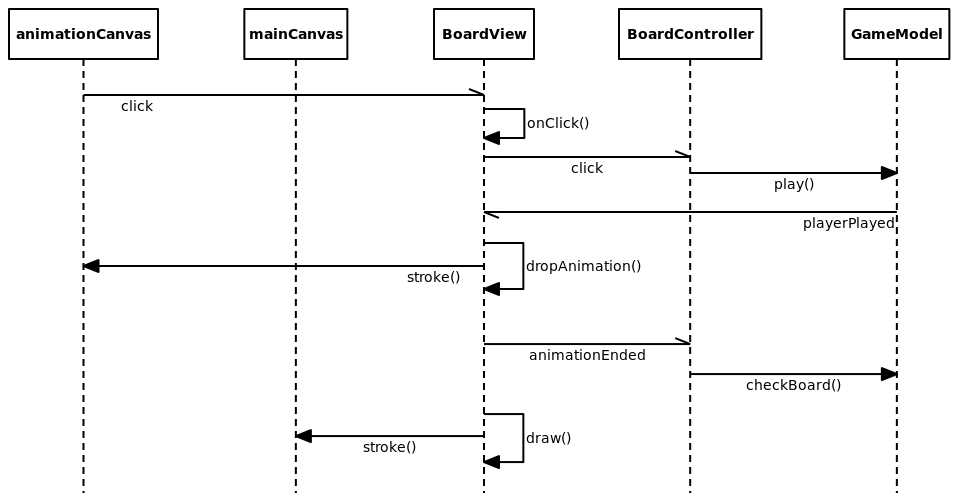 animationCanvas
mainCanvas
BoardView
BoardController
GameModel
click
onClick()
click
play()
playerPlayed
dropAnimation()
stroke()
animationEnded
checkBoard()
draw()
stroke()